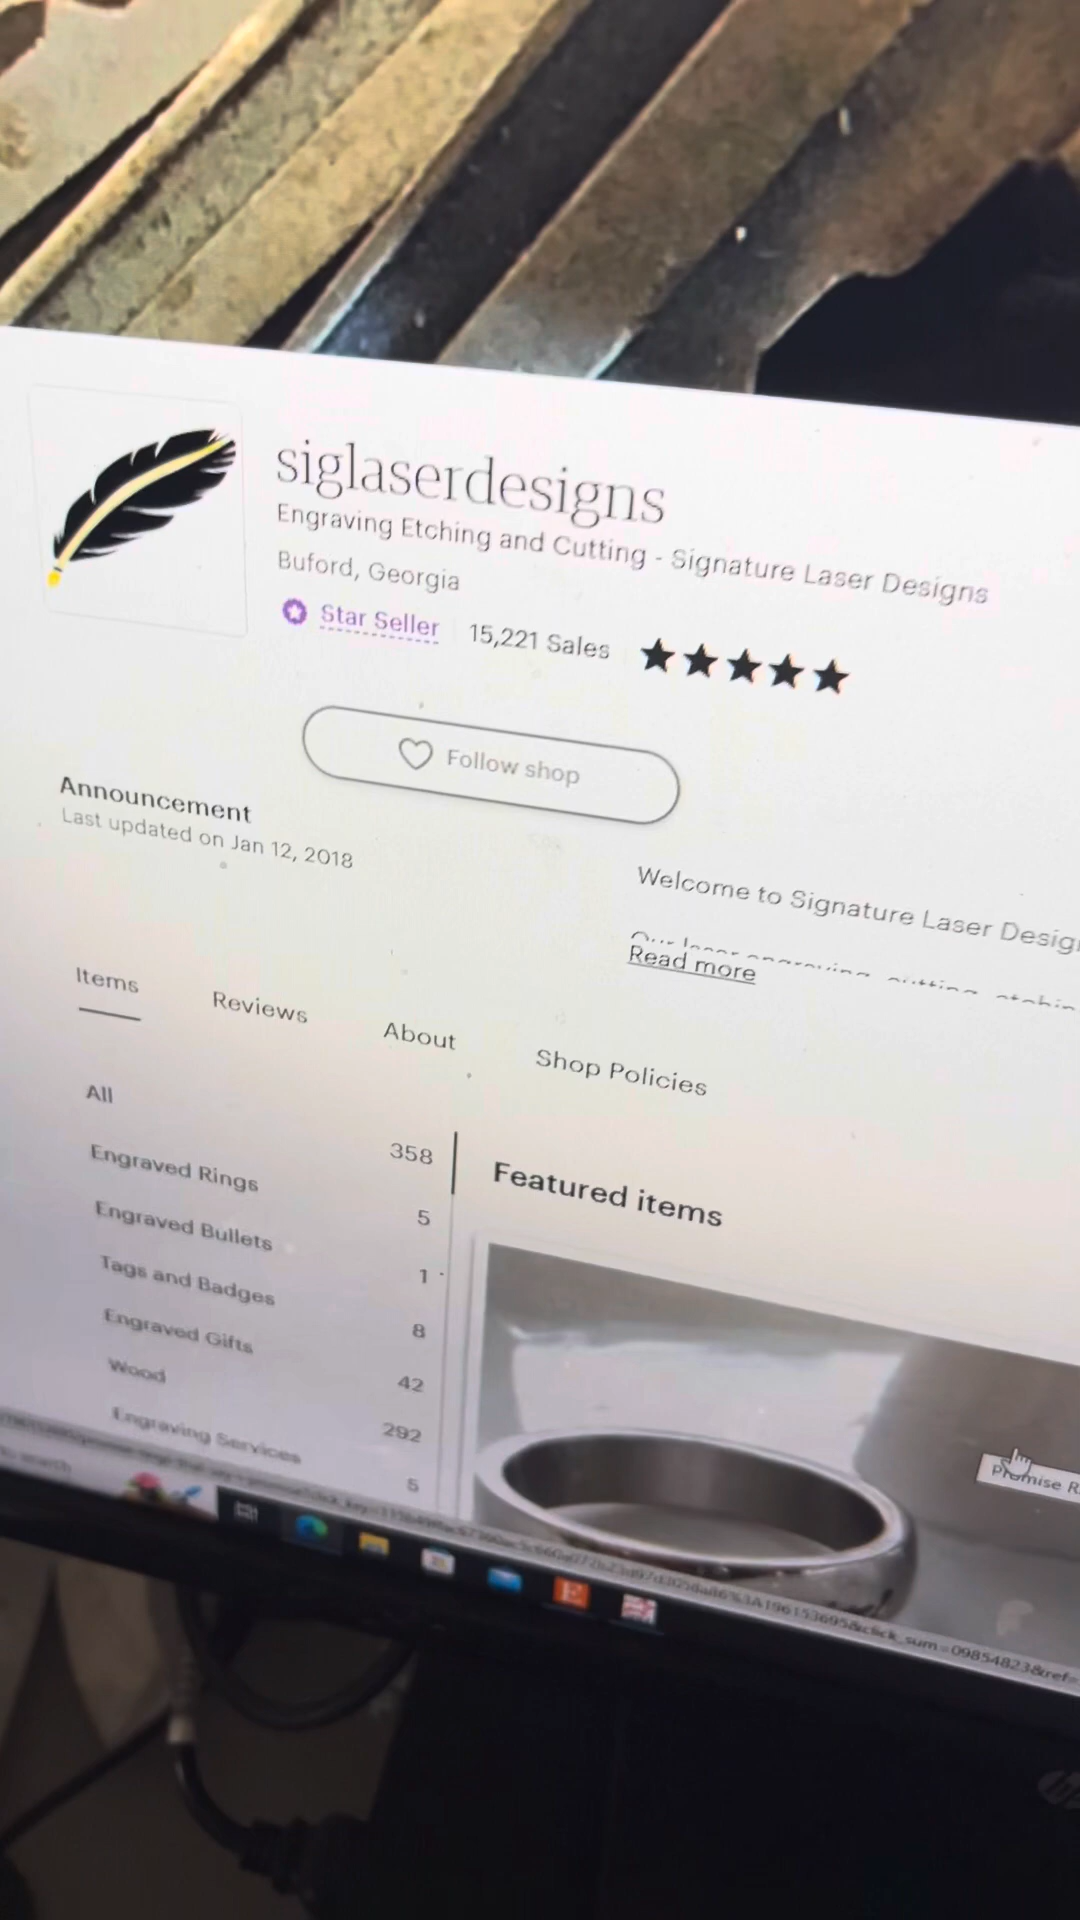 siglaserdesigns
Engraving Etching and Cutting - Signature Laser Designs
Buford, Georgia
Star Seller
15,221 Sales
Follow shop
Announcement
Last updated on Jan 12, 2018
Welcome to Signature Laser Design
Read more
Items
Reviews
About
Shop Policies
All
358
Engraved Rings
5
Engraved Bullets
1
Tags and Badges
8
Engraved Gifts
42
Wood
292
Engraving Services
5
Featured items
Promise R
search
hp